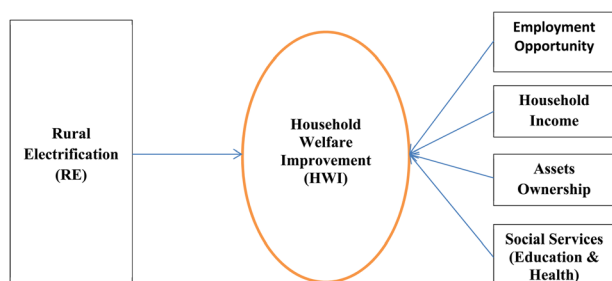 Rural
Electrification
(RE)
Household
Welfare
Improvement
(HWI)
Employment
Opportunity
Household
Income
Assets
Ownership
Social Services
(Education &
Health)